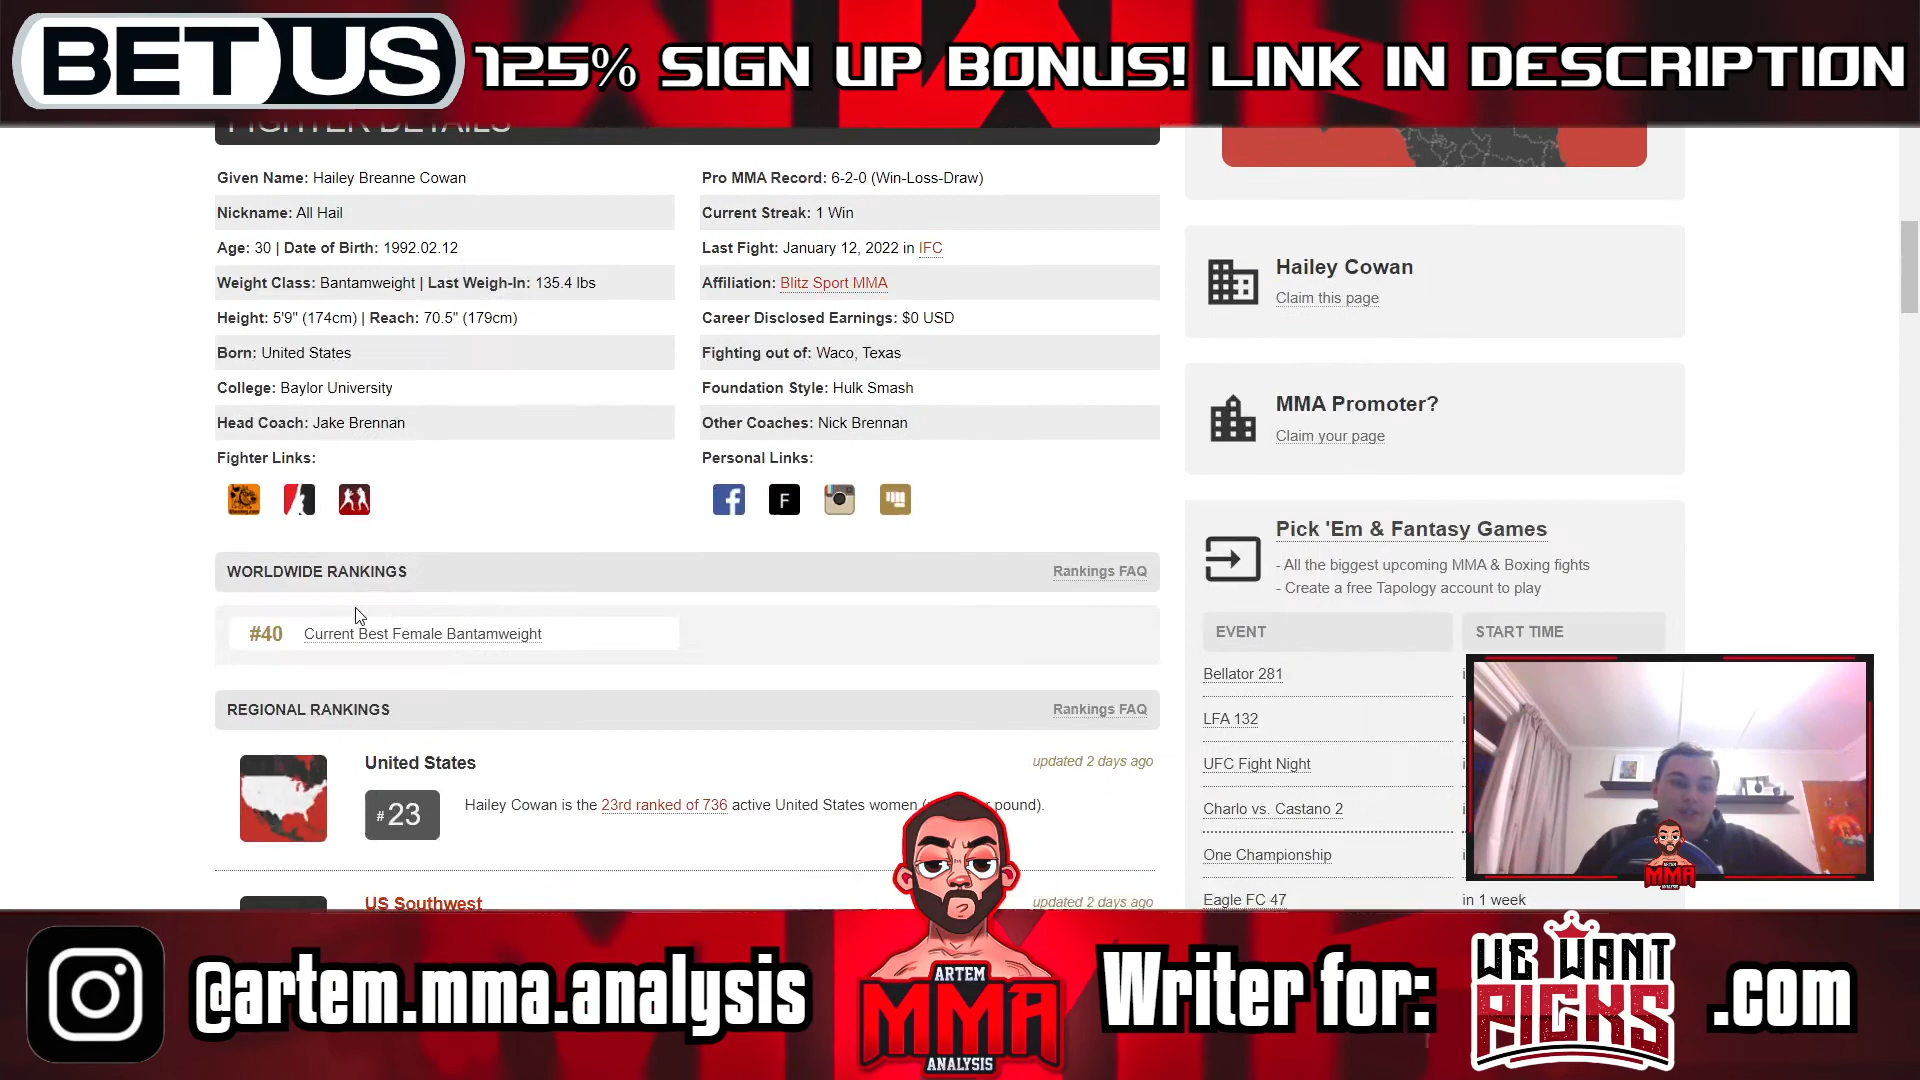 BETUS 125% SIGN UP BONUS! LINK IN DESCRIPTION
FIGHTER DETAILS
Given Name: Hailey Breanne Cowan
Pro MMA Record: 6-2-0 (Win-Loss-Draw)
Nickname: All Hail
Current Streak: 1 Win
Age: 30 | Date of Birth: 1992.02.12
Last Fight: January 12, 2022 in IFC
Weight Class: Bantamweight | Last Weigh-In: 135.4 lbs
Affiliation: Blitz Sport MMA
Height: 5'9" (174cm) | Reach: 70.5" (179cm)
Career Disclosed Earnings: $0 USD
Born: United States
Fighting out of: Waco, Texas
College: Baylor University
Foundation Style: Hulk Smash
Head Coach: Jake Brennan
Other Coaches: Nick Brennan
Fighter Links:
Personal Links:
F
WORLDWIDE RANKINGS
Rankings FAQ
#40 Current Best Female Bantamweight
REGIONAL RANKINGS
Rankings FAQ
United States
updated 2 days ago
#23
Hailey Cowan is the 23rd ranked of 736 active United States women pound).
US Southwest
updated 2 days ago
Hailey Cowan
Claim this page
MMA Promoter?
Claim your page
Pick 'Em & Fantasy Games
- All the biggest upcoming MMA & Boxing fights
- Create a free Tapology account to play
EVENT
START TIME
Bellator 281
LFA 132
UFC Fight Night
Charlo vs. Castano 2
One Championship
Eagle FC 47
in 1 week
ARTEM
MMA
ANALYSIS
@artem.mma.analysis
ARTEM
MMA
ANALYSIS
Writer for:
WE WANT
PICKS
.com